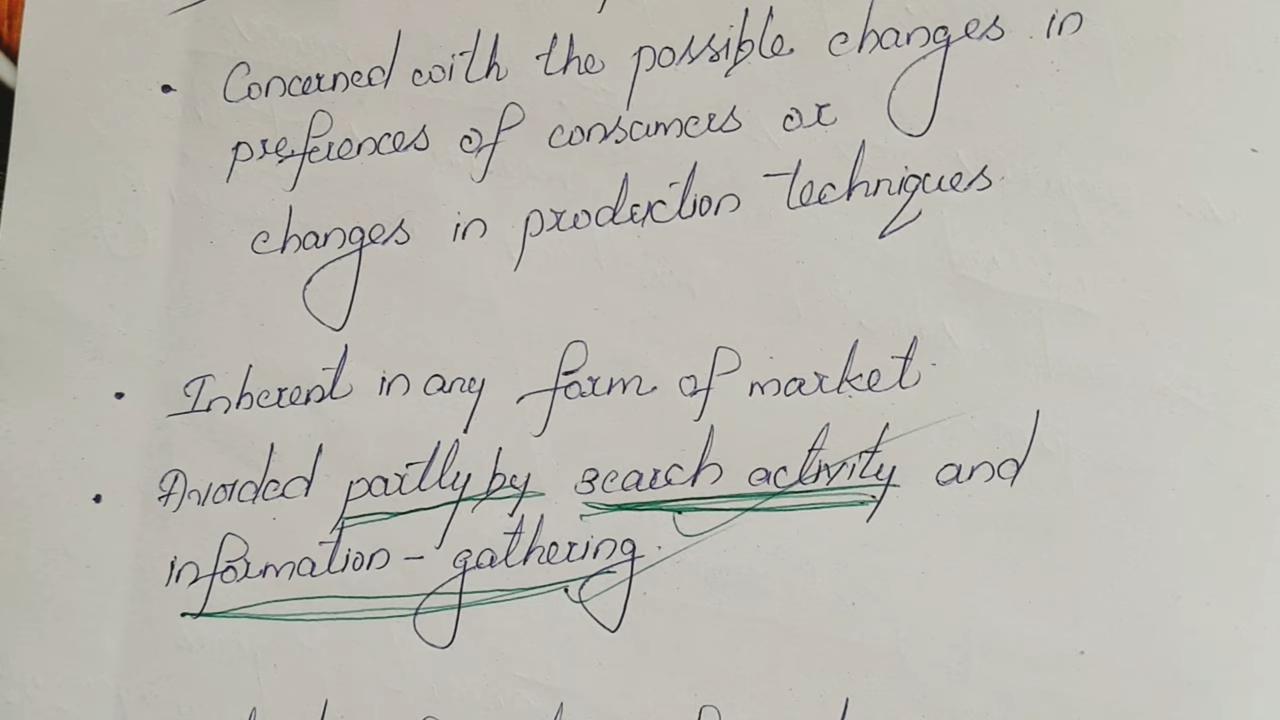 • Concerned with the possible changes in
preferences of consumers or
changes in production techniques
• Inherent in any form of market.
• Avoided partly by search activity and
information - gathering.